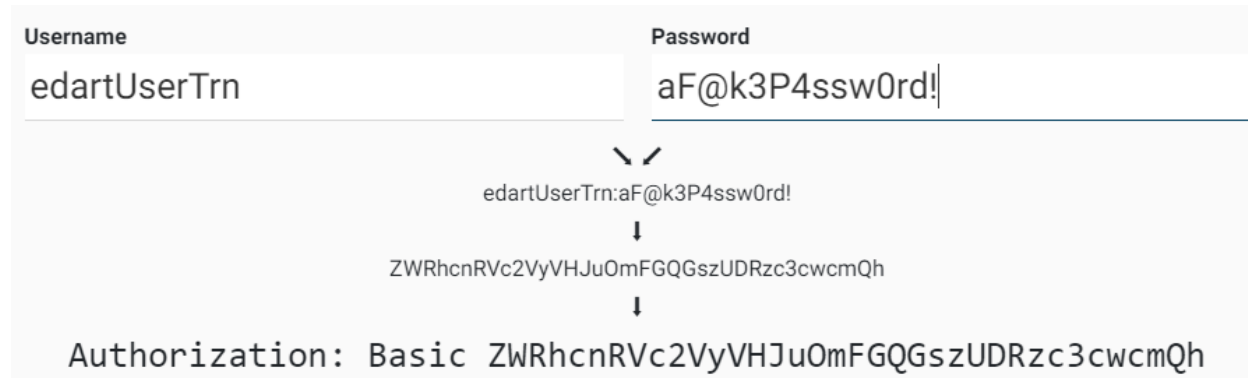 Username
Password
edartUserTrn
aF@k3P4ssw0rd!
edartUserTrn:aF@k3P4ssw0rd!
ZWRhcnRVc2VyVHJuOmFGQGszUDRzc3cwcmQh
Authorization: Basic ZWRhcnRVc2VyVHJuOmFGQGszUDRzc3cwcmQh